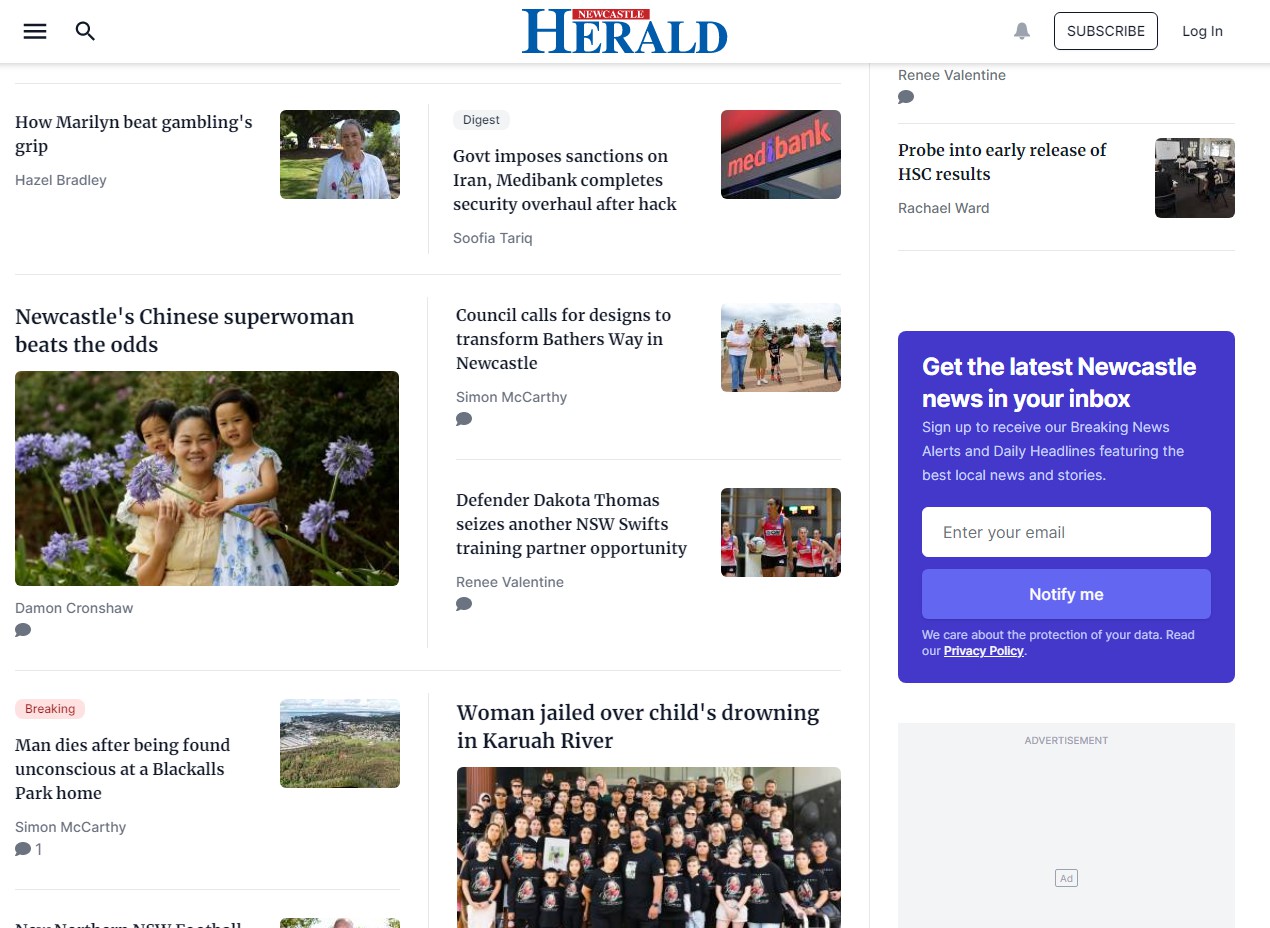 NEWCASTLE
HERALD
SUBSCRIBE
Log In
How Marilyn beat gambling's
grip
Hazel Bradley
Digest
Govt imposes sanctions on
Iran, Medibank completes
security overhaul after hack
Soofia Tariq
medibank
Newcastle's Chinese superwoman
beats the odds
Damon Cronshaw
Council calls for designs to
transform Bathers Way in
Newcastle
Simon McCarthy
Defender Dakota Thomas
seizes another NSW Swifts
training partner opportunity
Renee Valentine
Breaking
Man dies after being found
unconscious at a Blackalls
Park home
Simon McCarthy
1
New Northern NSW Football
Woman jailed over child's drowning
in Karuah River
Renee Valentine
Probe into early release of
HSC results
Rachael Ward
Get the latest Newcastle
news in your inbox
Sign up to receive our Breaking News
Alerts and Daily Headlines featuring the
best local news and stories.
Enter your email
Notify me
We care about the protection of your data. Read
our Privacy Policy.
ADVERTISEMENT
Ad